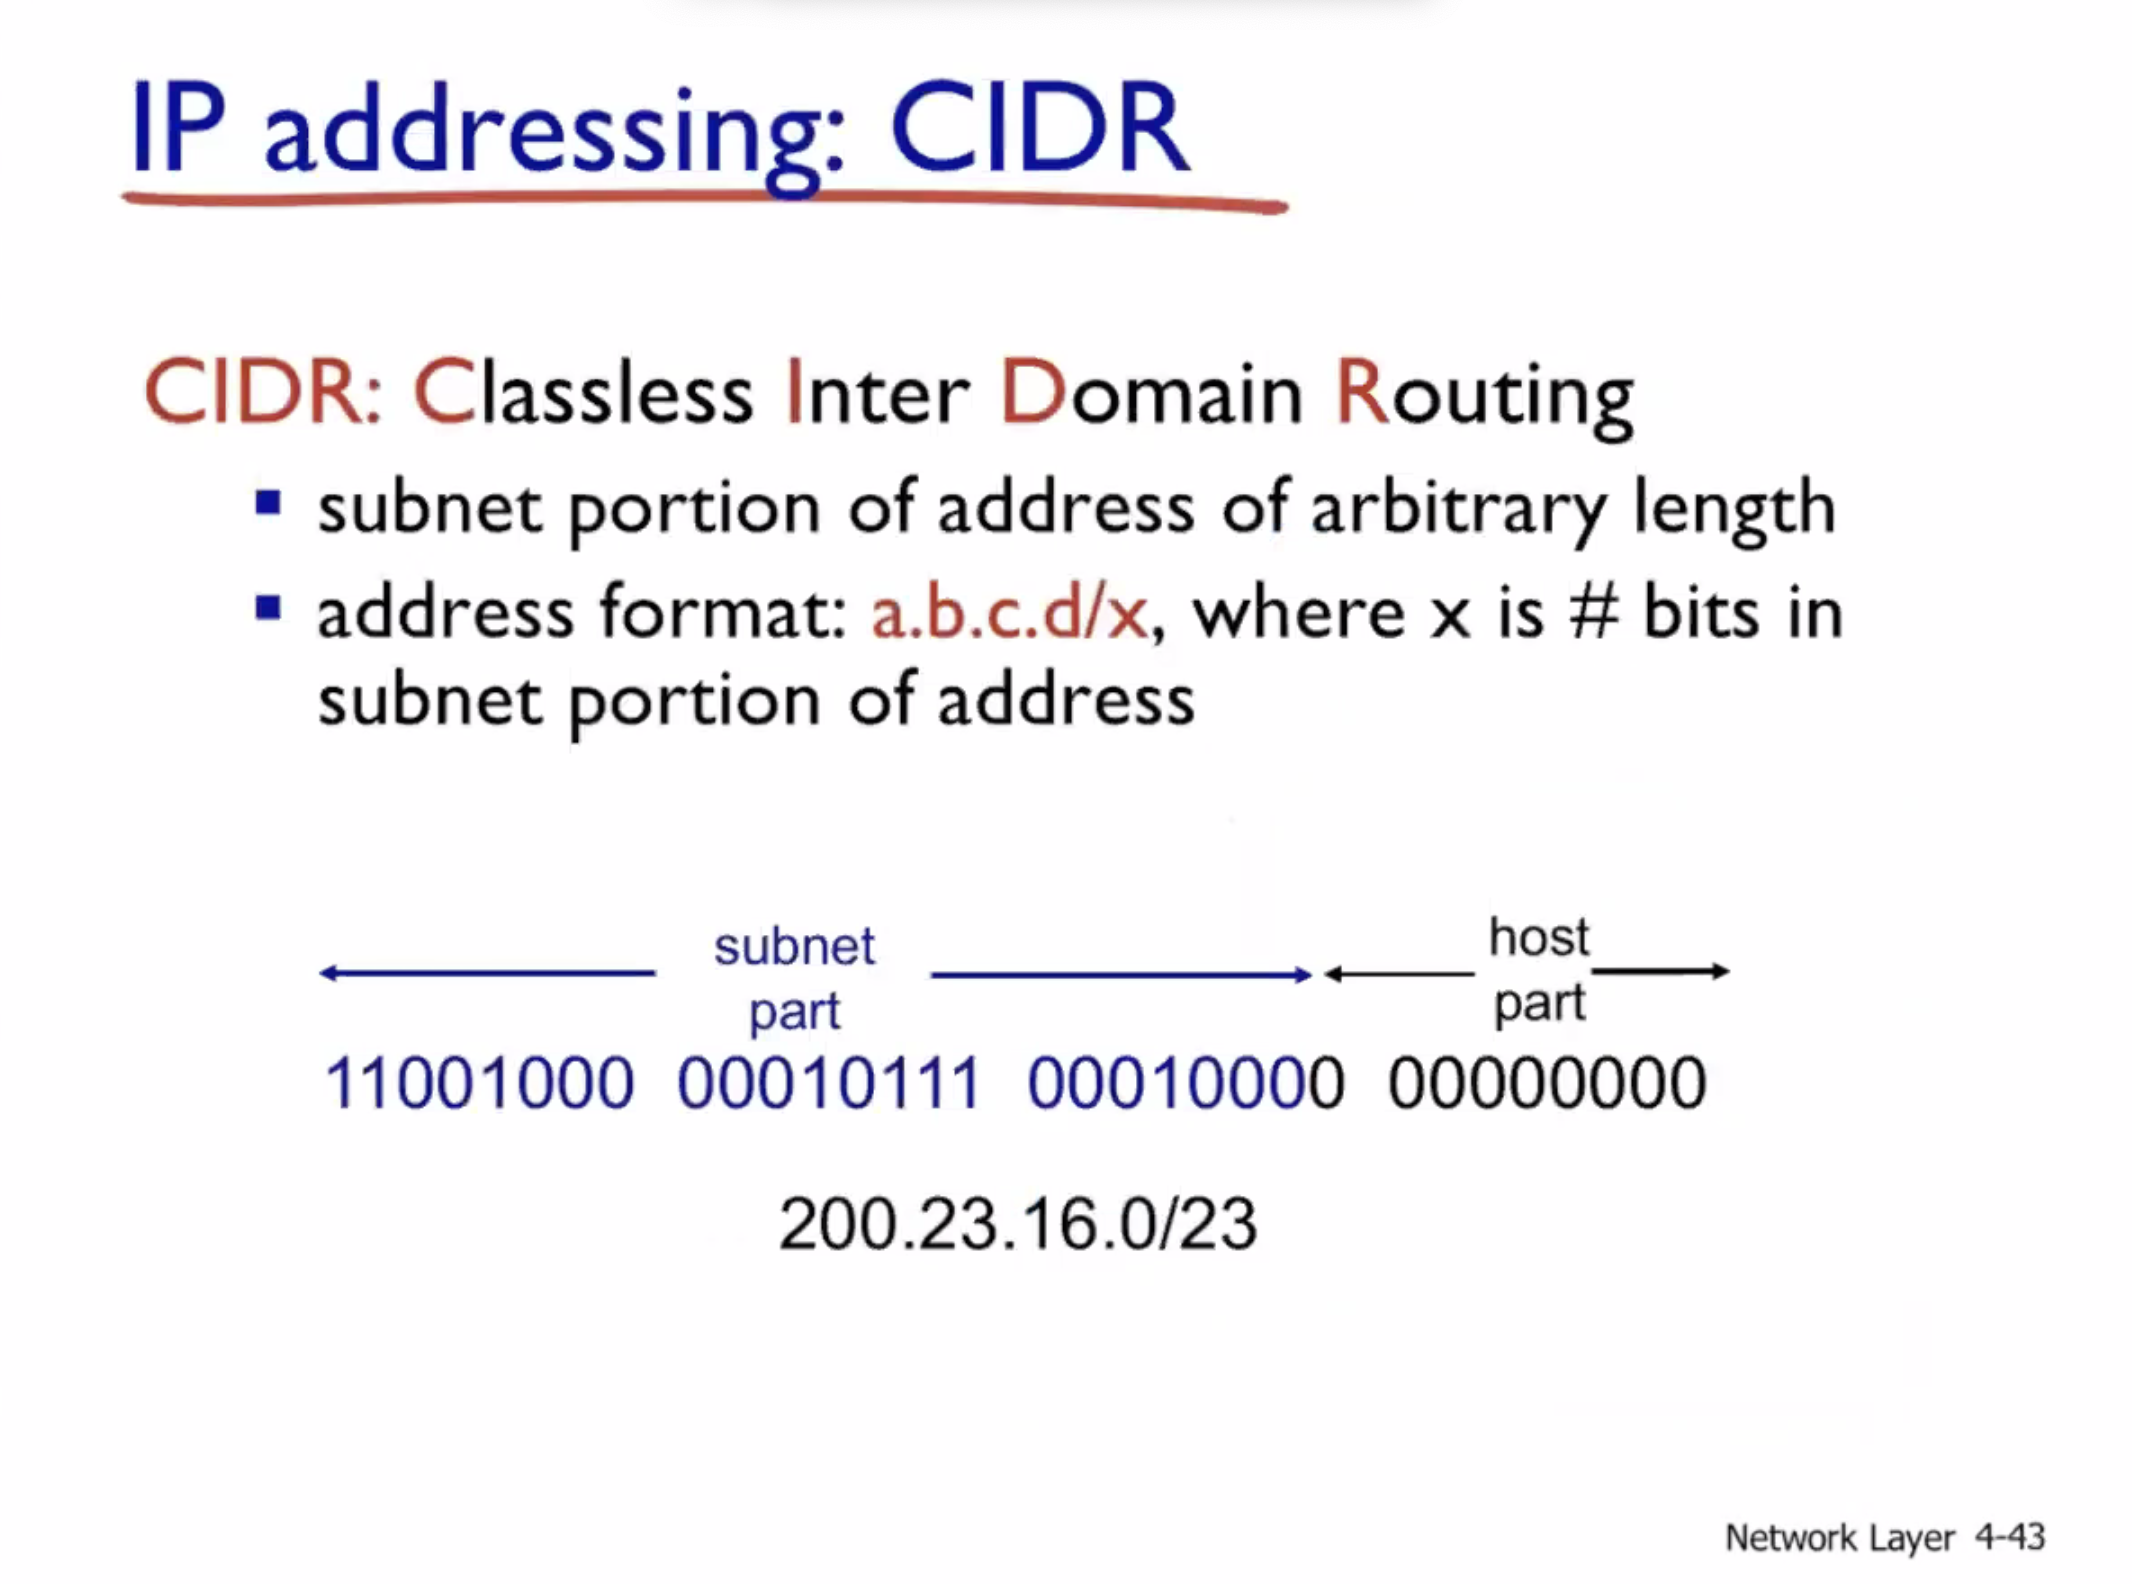 IP addressing: CIDR
CIDR: Classless Inter Domain Routing
▪ subnet portion of address of arbitrary length
▪ address format: a.b.c.d/x, where x is # bits in
subnet portion of address
subnet
part
host
part
11001000 00010111 00010000 00000000
200.23.16.0/23
Network Layer 4-43